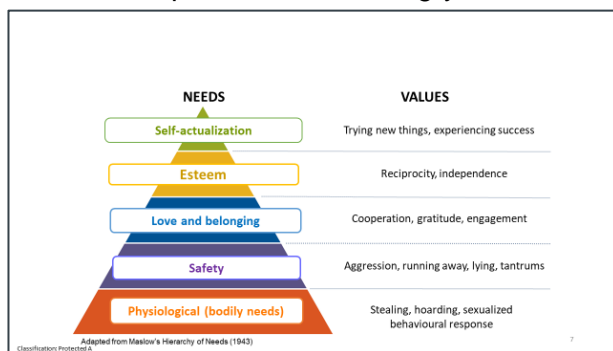 NEEDS VALUES
Self-actualization Trying new things, experiencing success
Esteem Reciprocity, independence
Love and belonging Cooperation, gratitude, engagement
Safety Aggression, running away, lying, tantrums
Physiological (bodily needs) Stealing, hoarding, sexualized
behavioural response
Adapted from Maslow's Hierarchy of Needs (1943) 7
Classification: Protected A